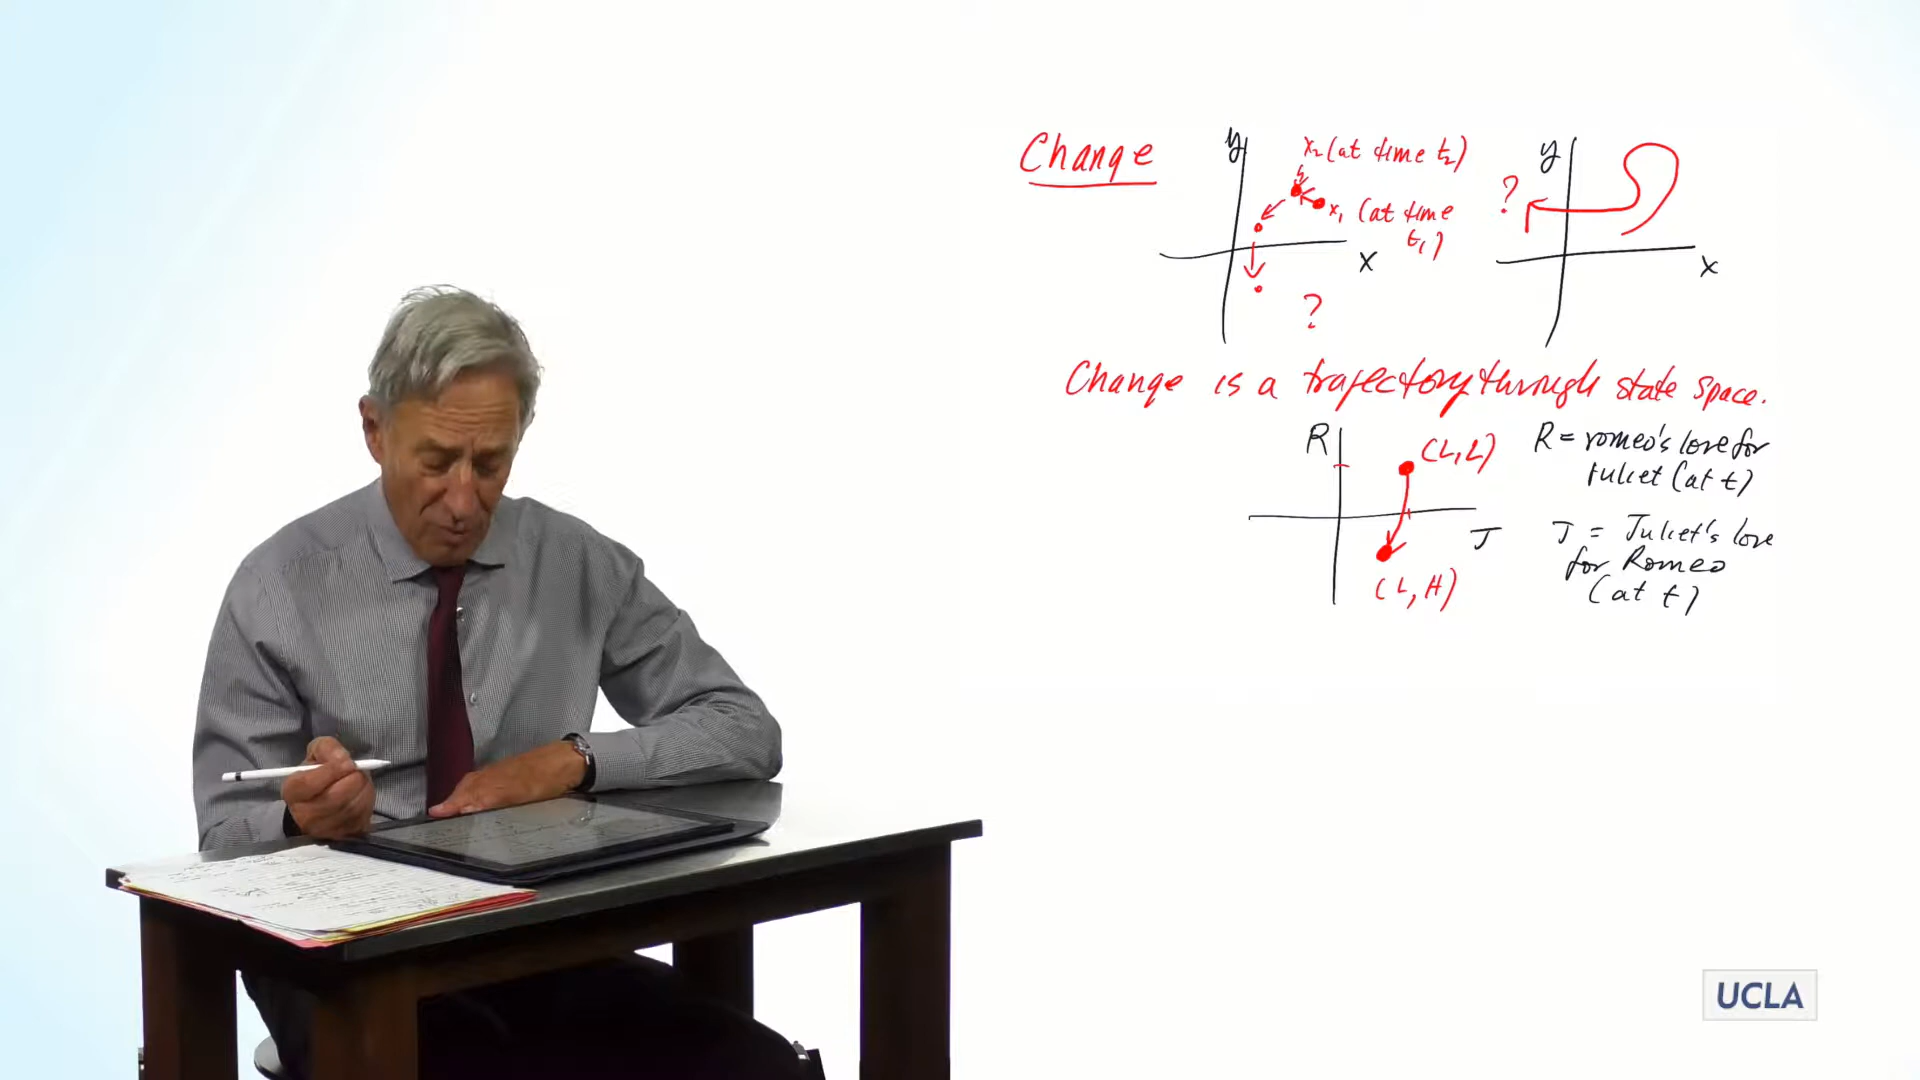 Change
y
x₂ (at time t₂)
x₁ (at time
t₁)
x
?
y
?
x
Change is a trajectory through state space.
R
(L,L)
J
(L,H)
R = romeo's love for
Juliet (at t)
J = Juliet's love
for Romeo
(at t)
UCLA